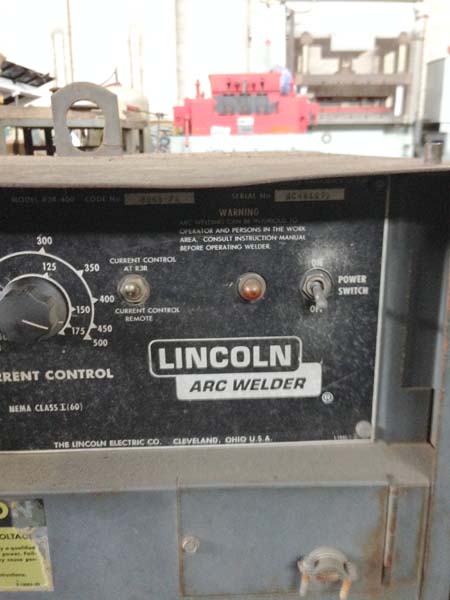 MODEL R3R-400 CODE No. SERIAL No.
WARNING
ARC WELDING CAN BE INJURIOUS TO
OPERATOR AND PERSONS IN THE WORK
AREA. CONSULT INSTRUCTION MANUAL
BEFORE OPERATING WELDER.
CURRENT CONTROL
AT R3R
CURRENT CONTROL
REMOTE
ON
POWER
SWITCH
OFF
300
125
350
400
150
450
175
500
RRENT CONTROL
NEMA CLASS I (60)
LINCOLN
ARC WELDER
®
THE LINCOLN ELECTRIC CO. CLEVELAND, OHIO U.S.A.
ON
VOLTAGE